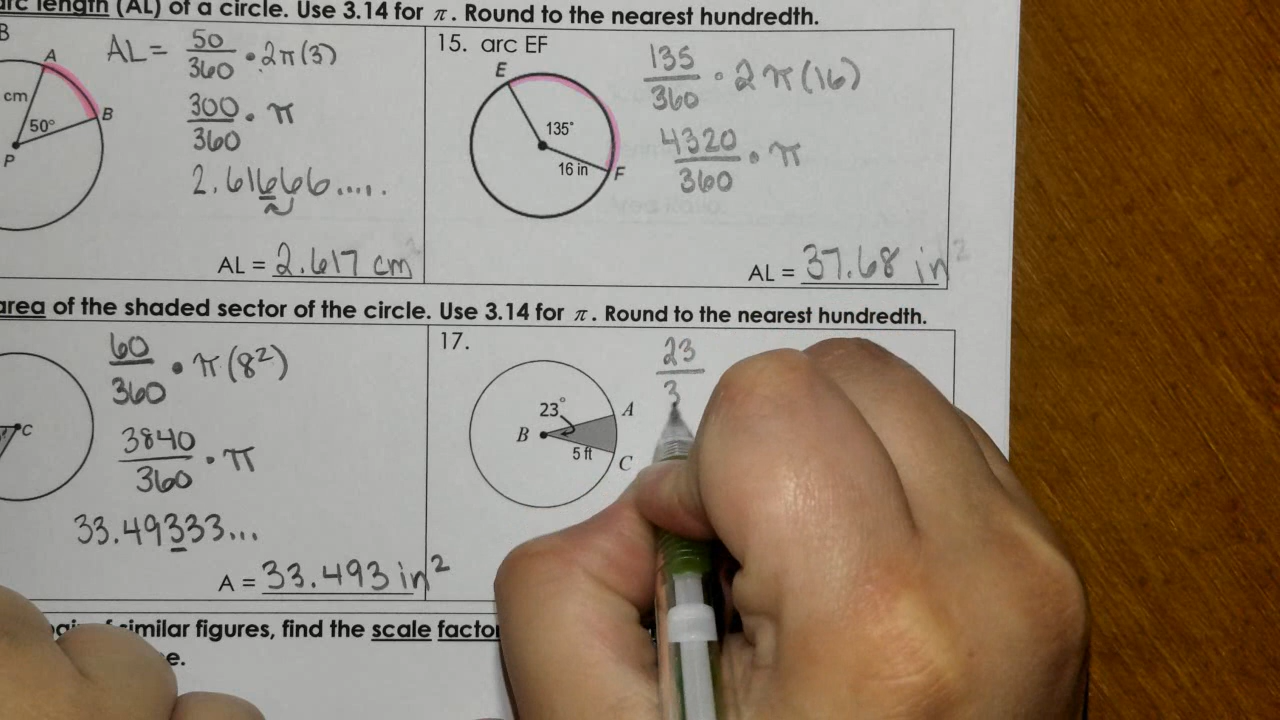 arc length (AL) of a circle. Use 3.14 for π. Round to the nearest hundredth.
B
A
cm
50°
B
P
AL = 50/360 · 2π(3)
300/360 · π
2.61666.....
AL = 2.617 cm
15. arc EF
E
135°
16 in
F
135/360 · 2π(16)
4320/360 · π
AL = 37.68 in
area of the shaded sector of the circle. Use 3.14 for π. Round to the nearest hundredth.
C
60/360 · π(8²)
3840/360 · π
33.49333...
A = 33.493 in²
17.
23°
A
B
5 ft
C
23
3
similar figures, find the scale factor
e.